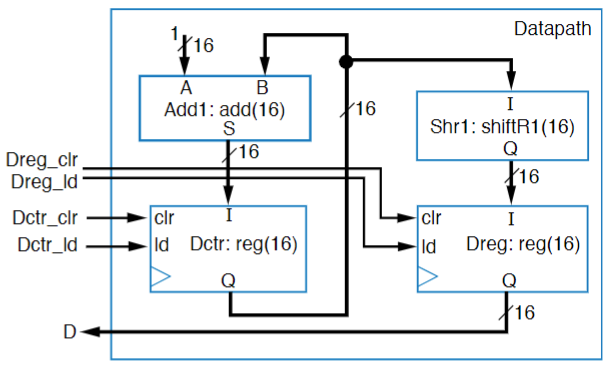 Datapath
1
16
A B
Add1: add(16)
S
16
16
I
Shr1: shiftR1(16)
Q
16
Dreg_clr
Dreg_ld
Dctr_clr
Dctr_ld
clr I
ld Dctr: reg(16)
Q
clr I
ld Dreg: reg(16)
Q
16
D